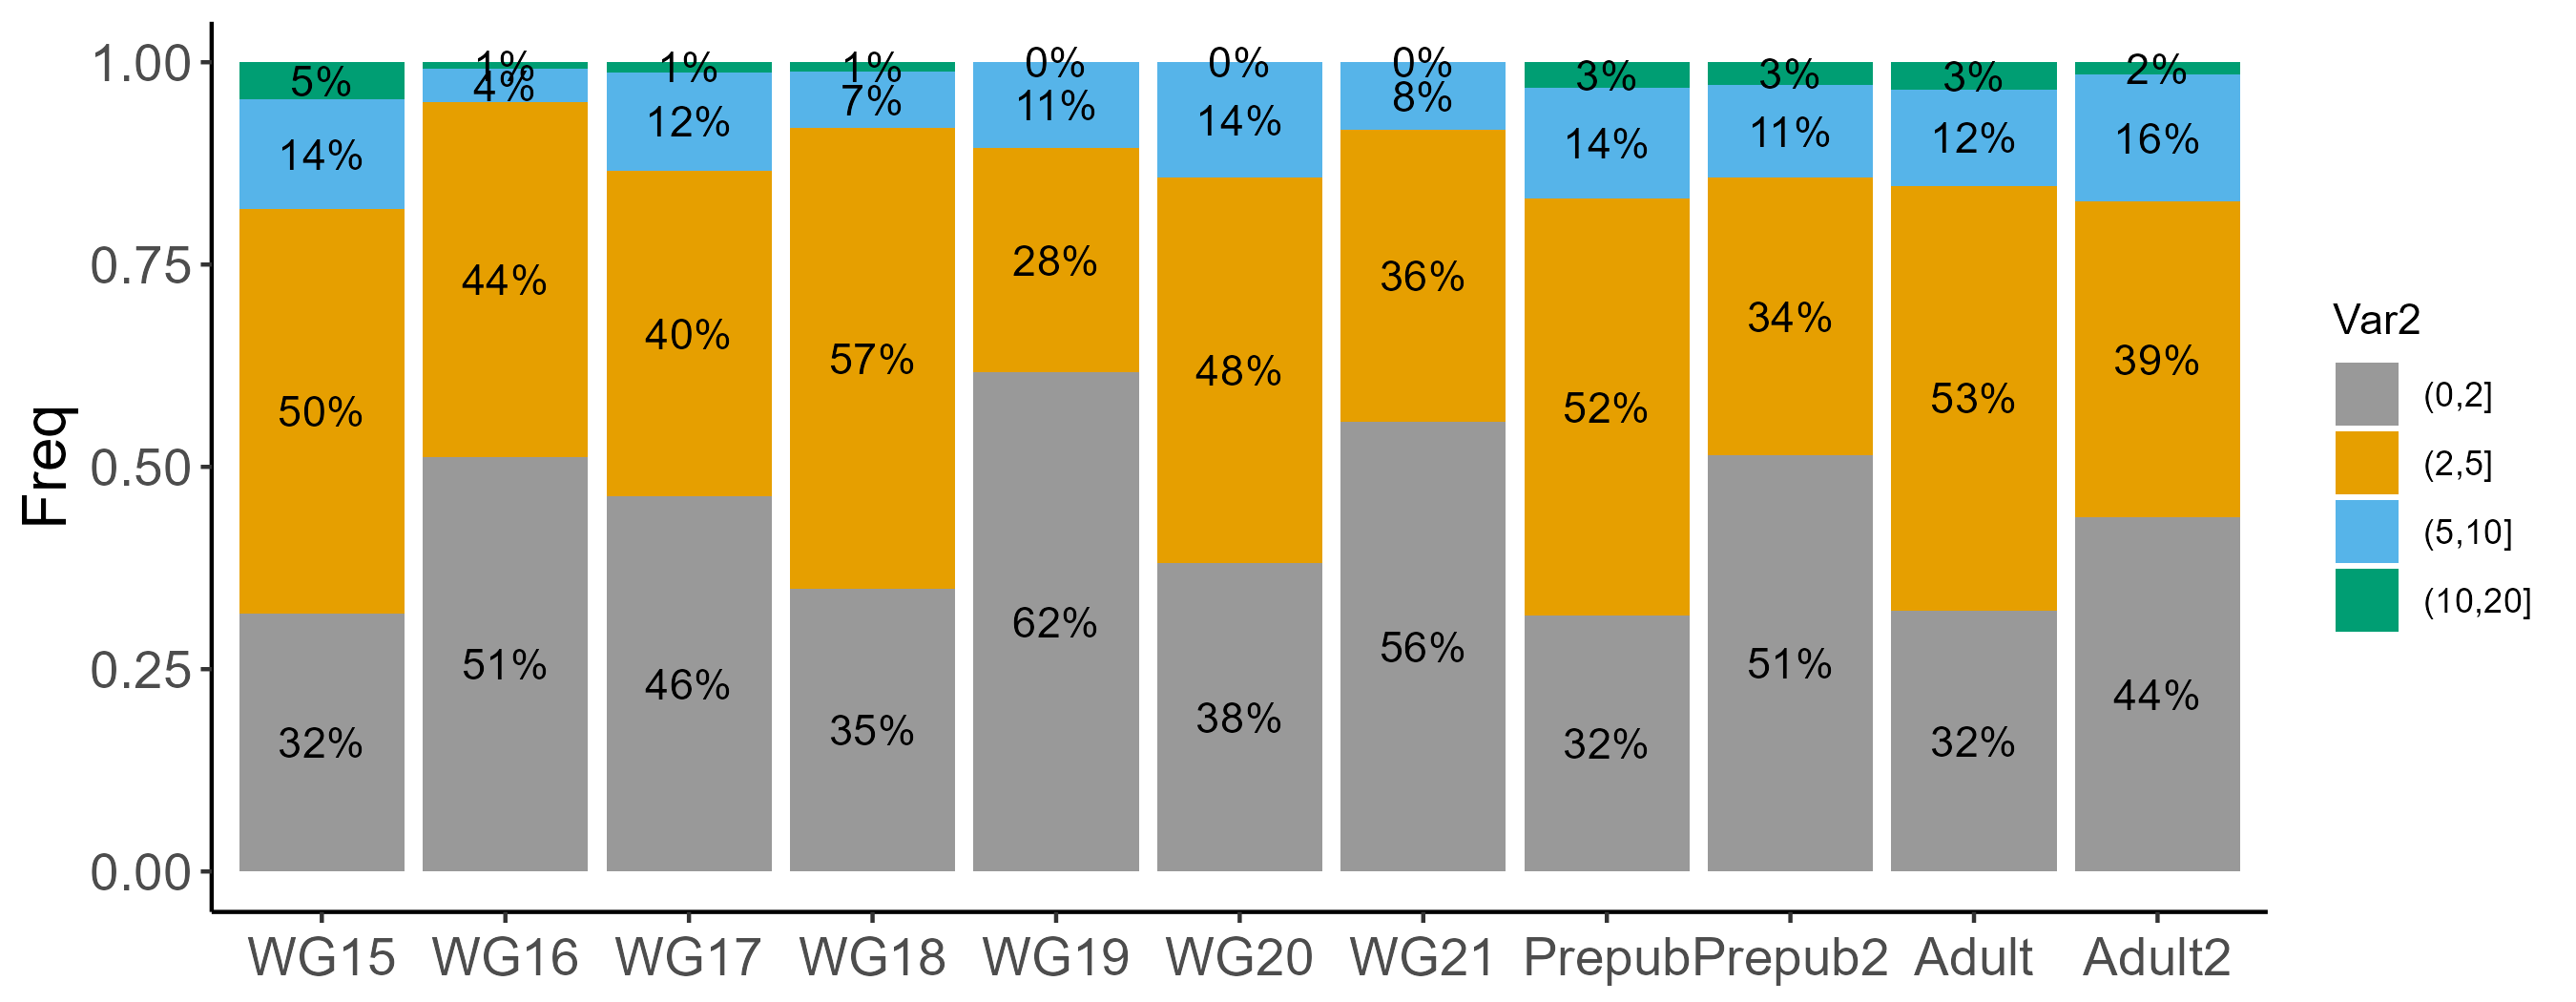 1.00
0.75
0.50
0.25
0.00
Freq
5% 1% 1% 1% 0% 0% 0% 3% 3% 3% 2%
14% 4% 12% 7% 11% 14% 8% 14% 11% 12% 16%
50% 44% 40% 57% 28% 48% 36% 52% 34% 53% 39%
32% 51% 46% 35% 62% 38% 56% 32% 51% 32% 44%
WG15 WG16 WG17 WG18 WG19 WG20 WG21 Prepub Prepub2 Adult Adult2
Var2
(0,2]
(2,5]
(5,10]
(10,20]